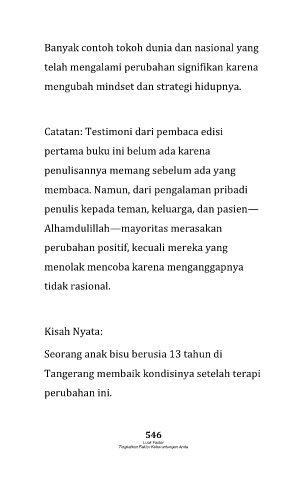 Banyak contoh tokoh dunia dan nasional yang
telah mengalami perubahan signifikan karena
mengubah mindset dan strategi hidupnya.
Catatan: Testimoni dari pembaca edisi
pertama buku ini belum ada karena
penulisannya memang sebelum ada yang
membaca. Namun, dari pengalaman pribadi
penulis kepada teman, keluarga, dan pasien—
Alhamdulillah—mayoritas merasakan
perubahan positif, kecuali mereka yang
menolak mencoba karena menganggapnya
tidak rasional.
Kisah Nyata:
Seorang anak bisu berusia 13 tahun di
Tangerang membaik kondisinya setelah terapi
perubahan ini.
546
Luck Factor
Tingkatkan Faktor Keberuntungan Anda